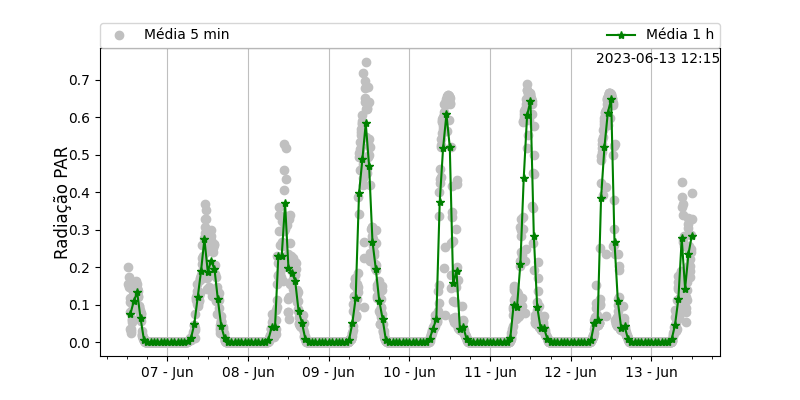 Média 5 min
Média 1 h
2023-06-13 12:15
Radiação PAR
0.7
0.6
0.5
0.4
0.3
0.2
0.1
0.0
07 - Jun
08 - Jun
09 - Jun
10 - Jun
11 - Jun
12 - Jun
13 - Jun